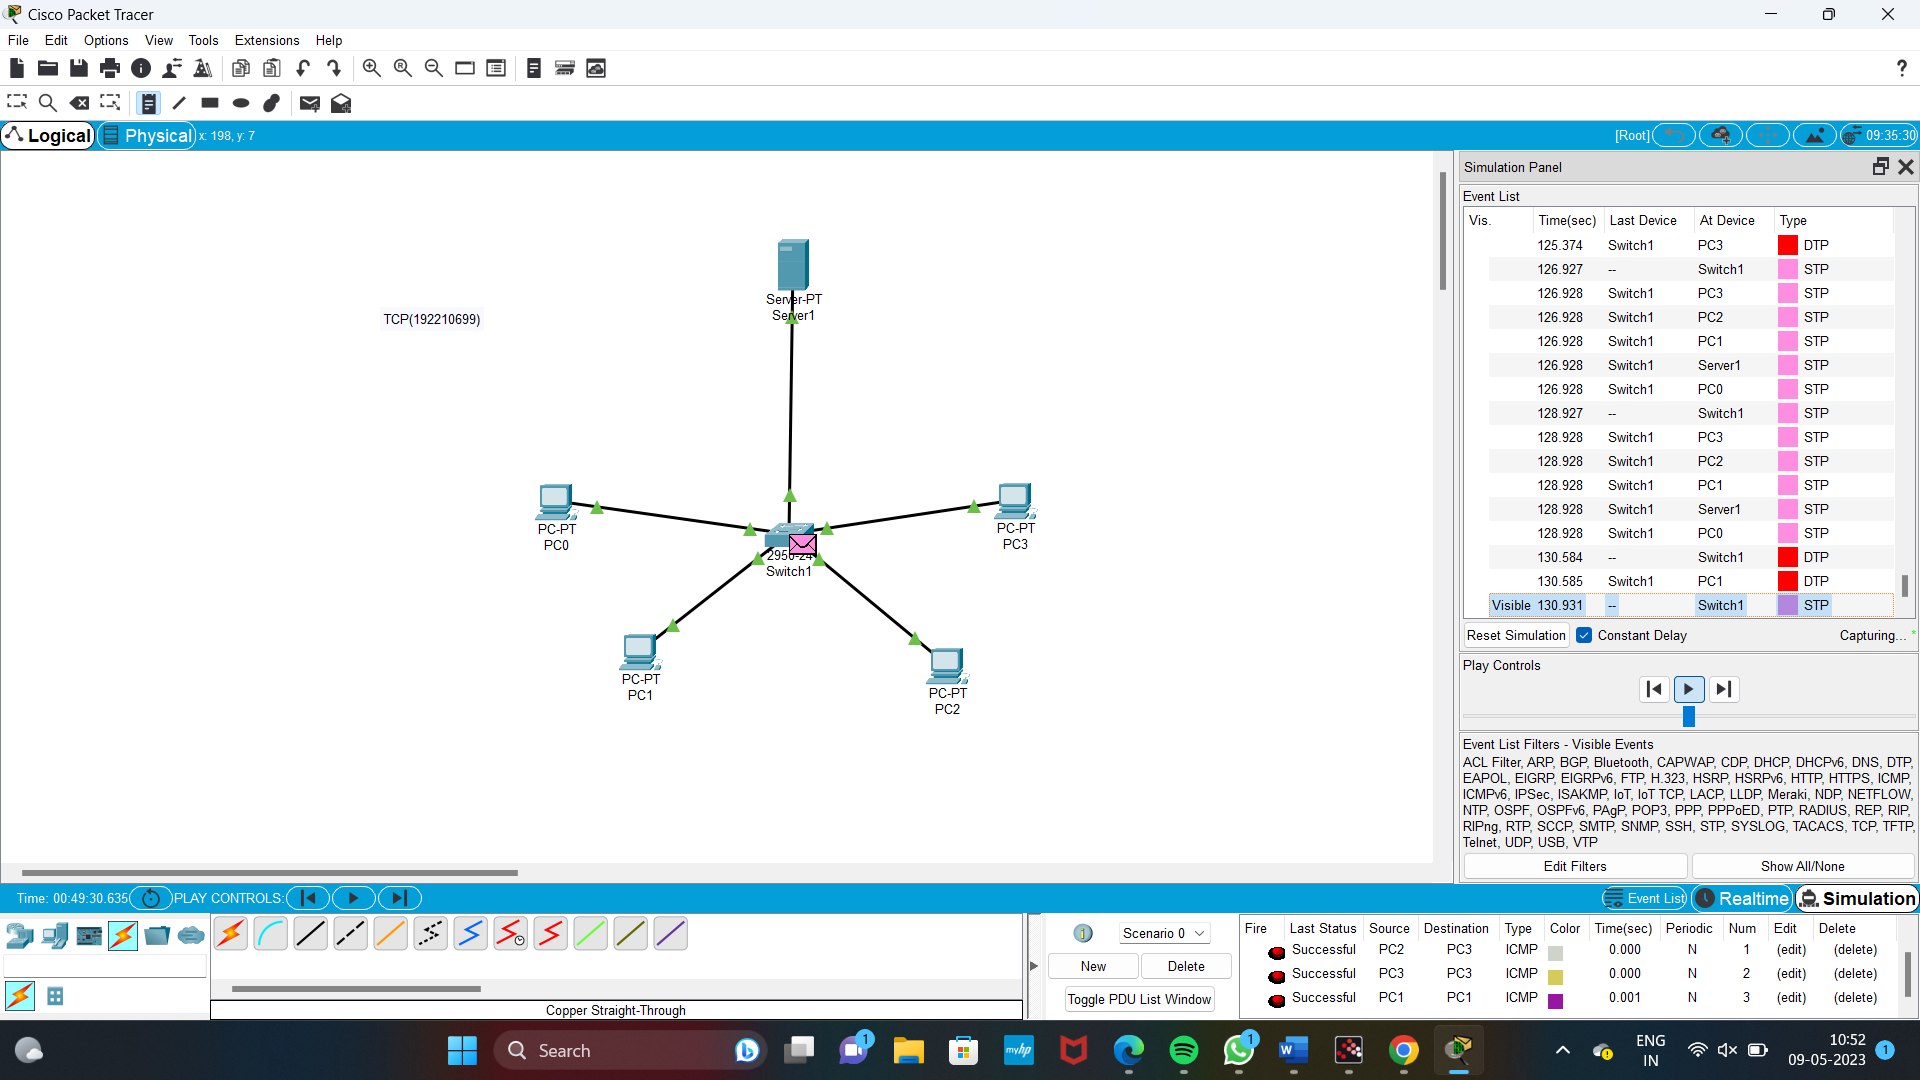 Cisco Packet Tracer
File Edit Options View Tools Extensions Help
?
Logical Physical x: 198, y: 7 [Root] 09:35:30
Simulation Panel
Event List
Vis. Time(sec) Last Device At Device Type
125.374 Switch1 PC3 DTP
126.927 -- Switch1 STP
126.928 Switch1 PC3 STP
126.928 Switch1 PC2 STP
126.928 Switch1 PC1 STP
126.928 Switch1 Server1 STP
126.928 Switch1 PC0 STP
128.927 -- Switch1 STP
128.928 Switch1 PC3 STP
128.928 Switch1 PC2 STP
128.928 Switch1 PC1 STP
128.928 Switch1 Server1 STP
128.928 Switch1 PC0 STP
130.584 -- Switch1 DTP
130.585 Switch1 PC1 DTP
Visible 130.931 -- Switch1 STP
Reset Simulation Constant Delay Capturing... *
Play Controls
Event List Filters - Visible Events
ACL Filter, ARP, BGP, Bluetooth, CAPWAP, CDP, DHCP, DHCPv6, DNS, DTP,
EAPOL, EIGRP, EIGRPv6, FTP, H.323, HSRP, HSRPv6, HTTP, HTTPS, ICMP,
ICMPv6, IPSec, ISAKMP, IoT, IoT TCP, LACP, LLDP, Meraki, NDP, NETFLOW,
NTP, OSPF, OSPFv6, PAgP, POP3, PPP, PPPoED, PTP, RADIUS, REP, RIP,
RIPng, RTP, SCCP, SMTP, SNMP, SSH, STP, SYSLOG, TACACS, TCP, TFTP,
Telnet, UDP, USB, VTP
Edit Filters Show All/None
Server-PT
Server1
TCP(192210699)
PC-PT
PC0
PC-PT
PC3
2950-24
Switch1
PC-PT
PC1
PC-PT
PC2
Time: 00:49:30.635 PLAY CONTROLS: Event List Realtime Simulation
Copper Straight-Through
Scenario 0
New Delete
Toggle PDU List Window
Fire Last Status Source Destination Type Color Time(sec) Periodic Num Edit Delete
Successful PC2 PC3 ICMP 0.000 N 1 (edit) (delete)
Successful PC3 PC3 ICMP 0.000 N 2 (edit) (delete)
Successful PC1 PC1 ICMP 0.001 N 3 (edit) (delete)
Search
1
myhp
1
W
ENG
IN
10:52
09-05-2023
1